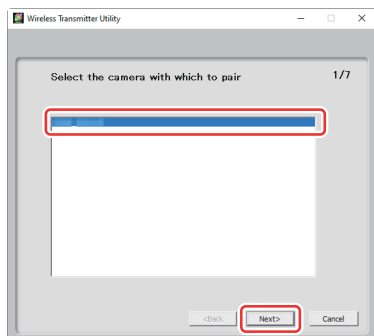 Wireless Transmitter Utility
Select the camera with which to pair 1/7
<Back Next> Cancel